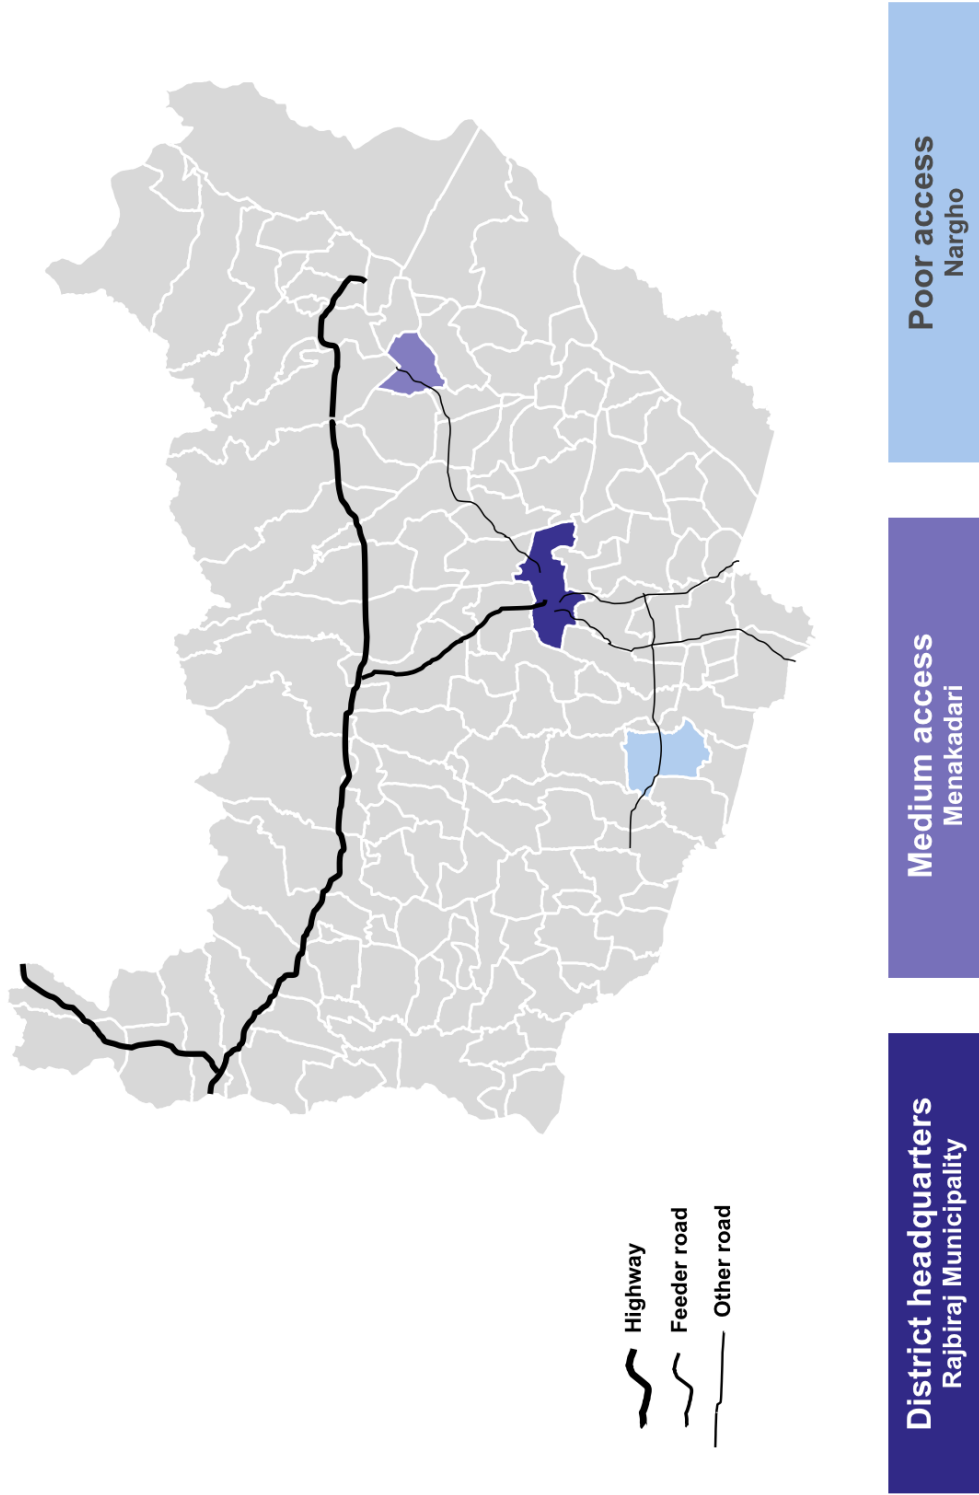 Highway
Feeder road
Other road
District headquarters
Rajbiraj Municipality
Medium access
Menakadari
Poor access
Nargho